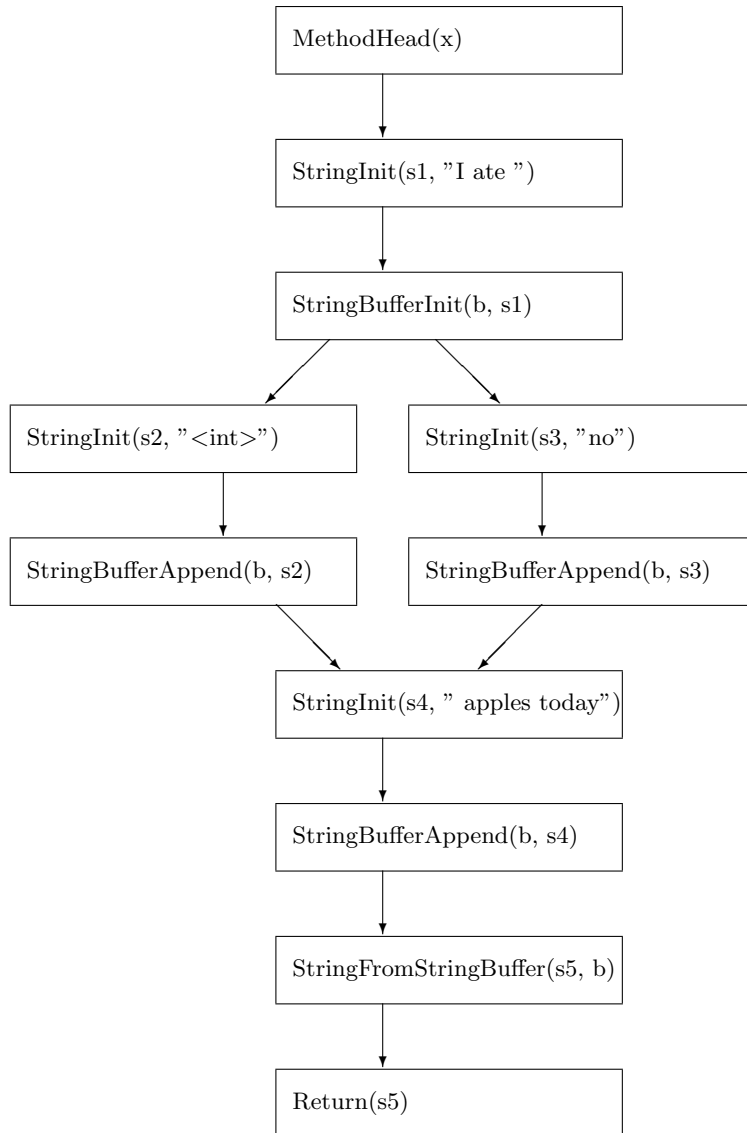 MethodHead(x)
StringInit(s1, ”I ate ”)
StringBufferInit(b, s1)
StringInit(s2, ”<int>”)
StringInit(s3, ”no”)
StringBufferAppend(b, s2)
StringBufferAppend(b, s3)
StringInit(s4, ” apples today”)
StringBufferAppend(b, s4)
StringFromStringBuffer(s5, b)
Return(s5)